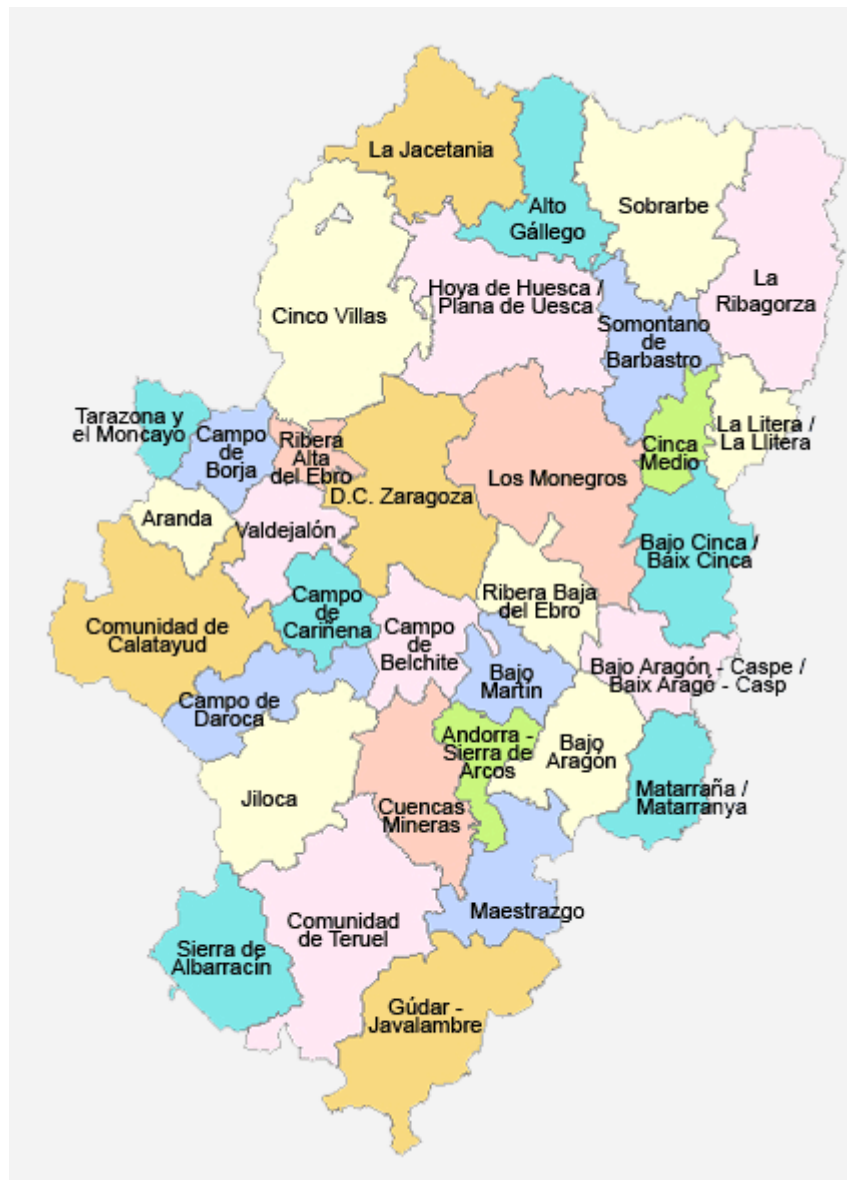 La Jacetania
Alto
Gállego
Sobrarbe
La
Ribagorza
Hoya de Huesca /
Plana de Uesca
Cinco Villas
Somontano
de
Barbastro
Tarazona y
el Moncayo
Campo
de
Borja
Ribera
Alta
del Ebro
D.C. Zaragoza
Los Monegros
Cinca
Medio
La Litera /
La Llitera
Aranda
Valdejalón
Bajo Cinca /
Baix Cinca
Comunidad de
Calatayud
Campo
de
Cariñena
Campo
de
Belchite
Ribera Baja
del Ebro
Bajo
Martín
Bajo Aragón - Caspe /
Baix Aragó - Casp
Campo de
Daroca
Andorra -
Sierra de
Arcos
Bajo
Aragón
Matarraña /
Matarranya
Jiloca
Cuencas
Mineras
Maestrazgo
Comunidad
de Teruel
Sierra de
Albarracín
Gúdar -
Javalambre